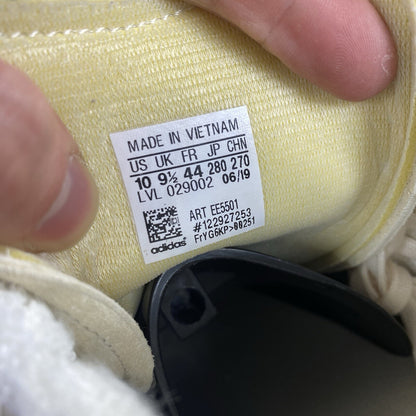 MADE IN VIETNAM
US UK FR JP CHN
10 9½ 44 280 270
LVL 029002 06/19
ART EE5501
#122927253
FrYG6KP>00251
adidas